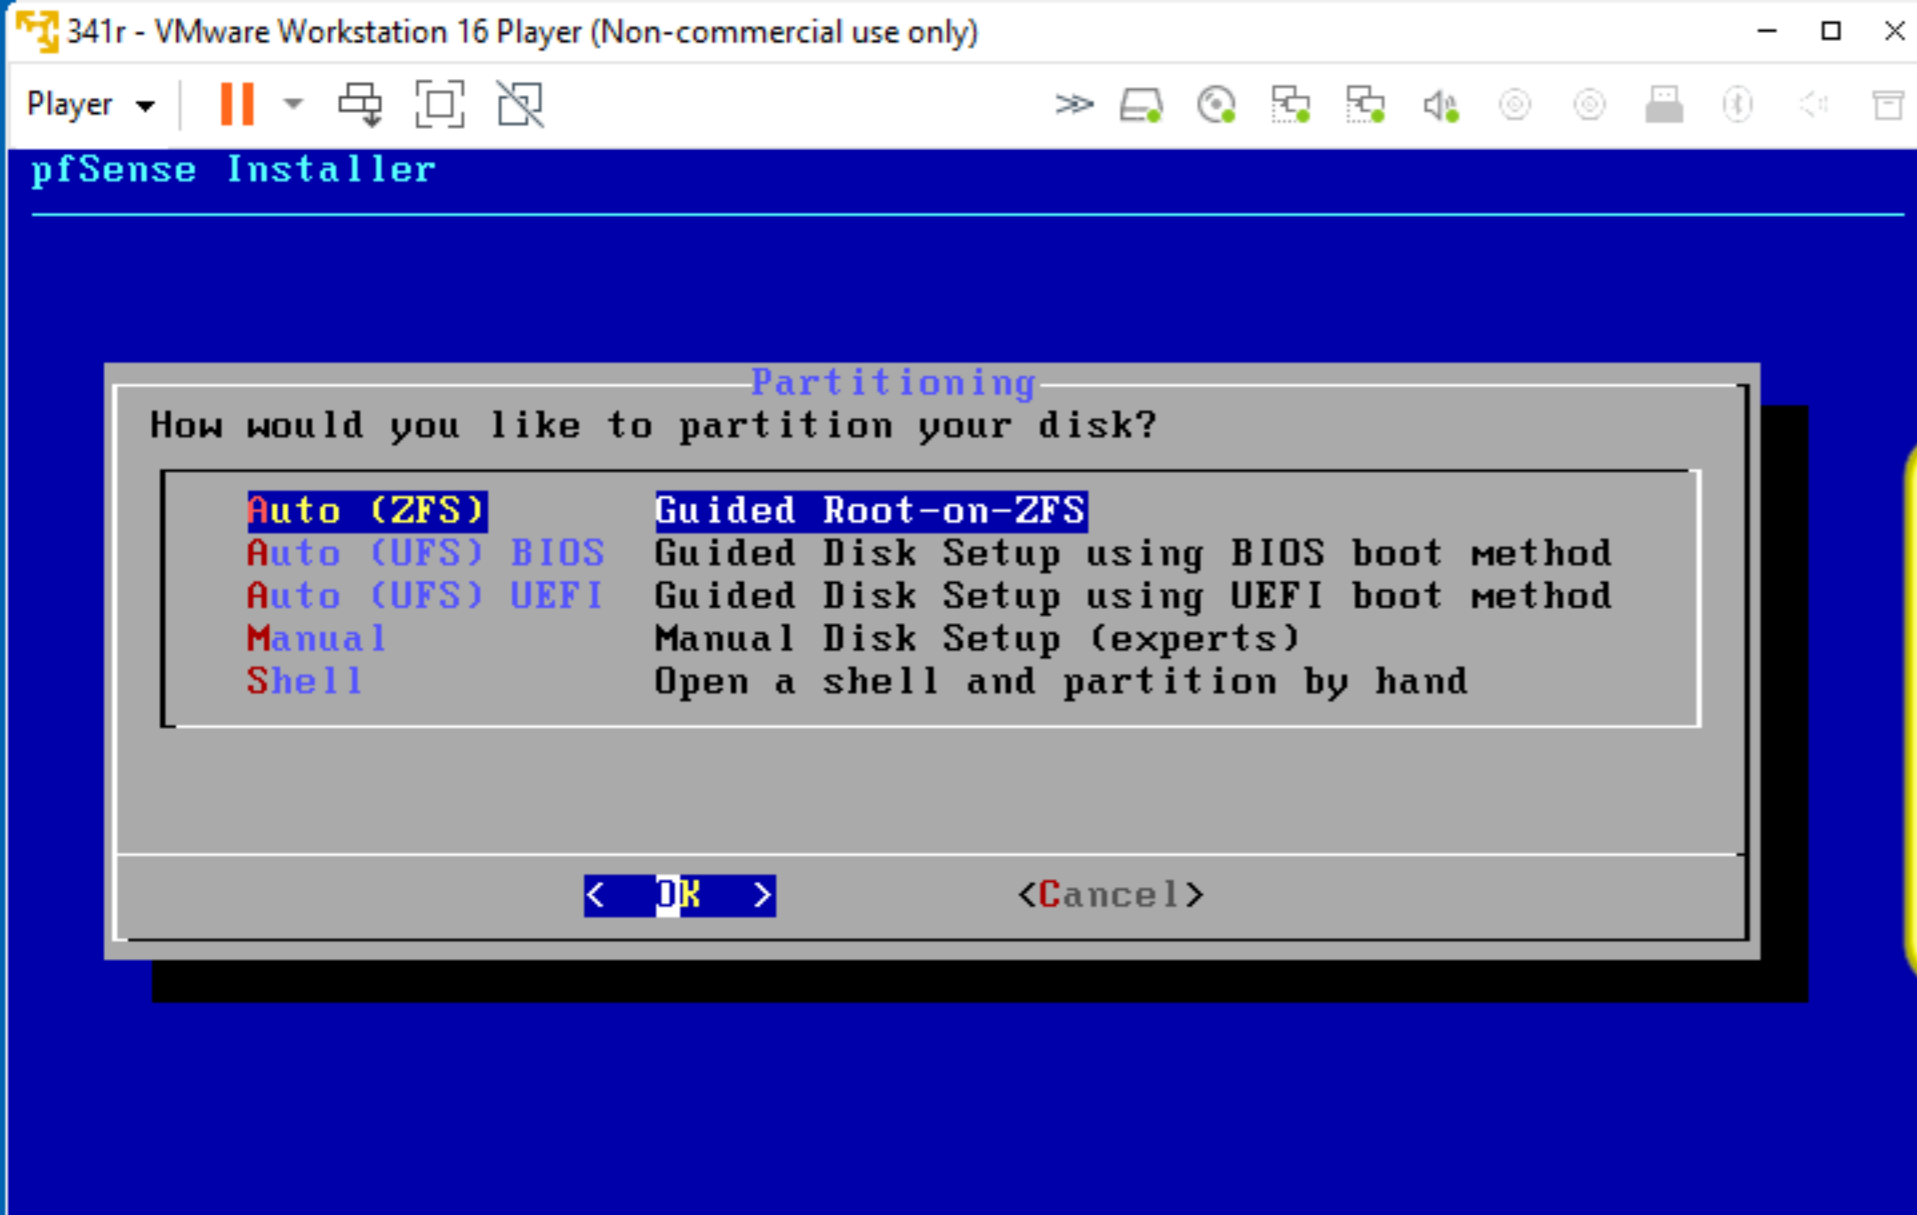 341r - VMware Workstation 16 Player (Non-commercial use only)
Player
pfSense Installer
Partitioning
How would you like to partition your disk?
Auto (ZFS) Guided Root-on-ZFS
Auto (UFS) BIOS Guided Disk Setup using BIOS boot method
Auto (UFS) UEFI Guided Disk Setup using UEFI boot method
Manual Manual Disk Setup (experts)
Shell Open a shell and partition by hand
< OK > <Cancel>